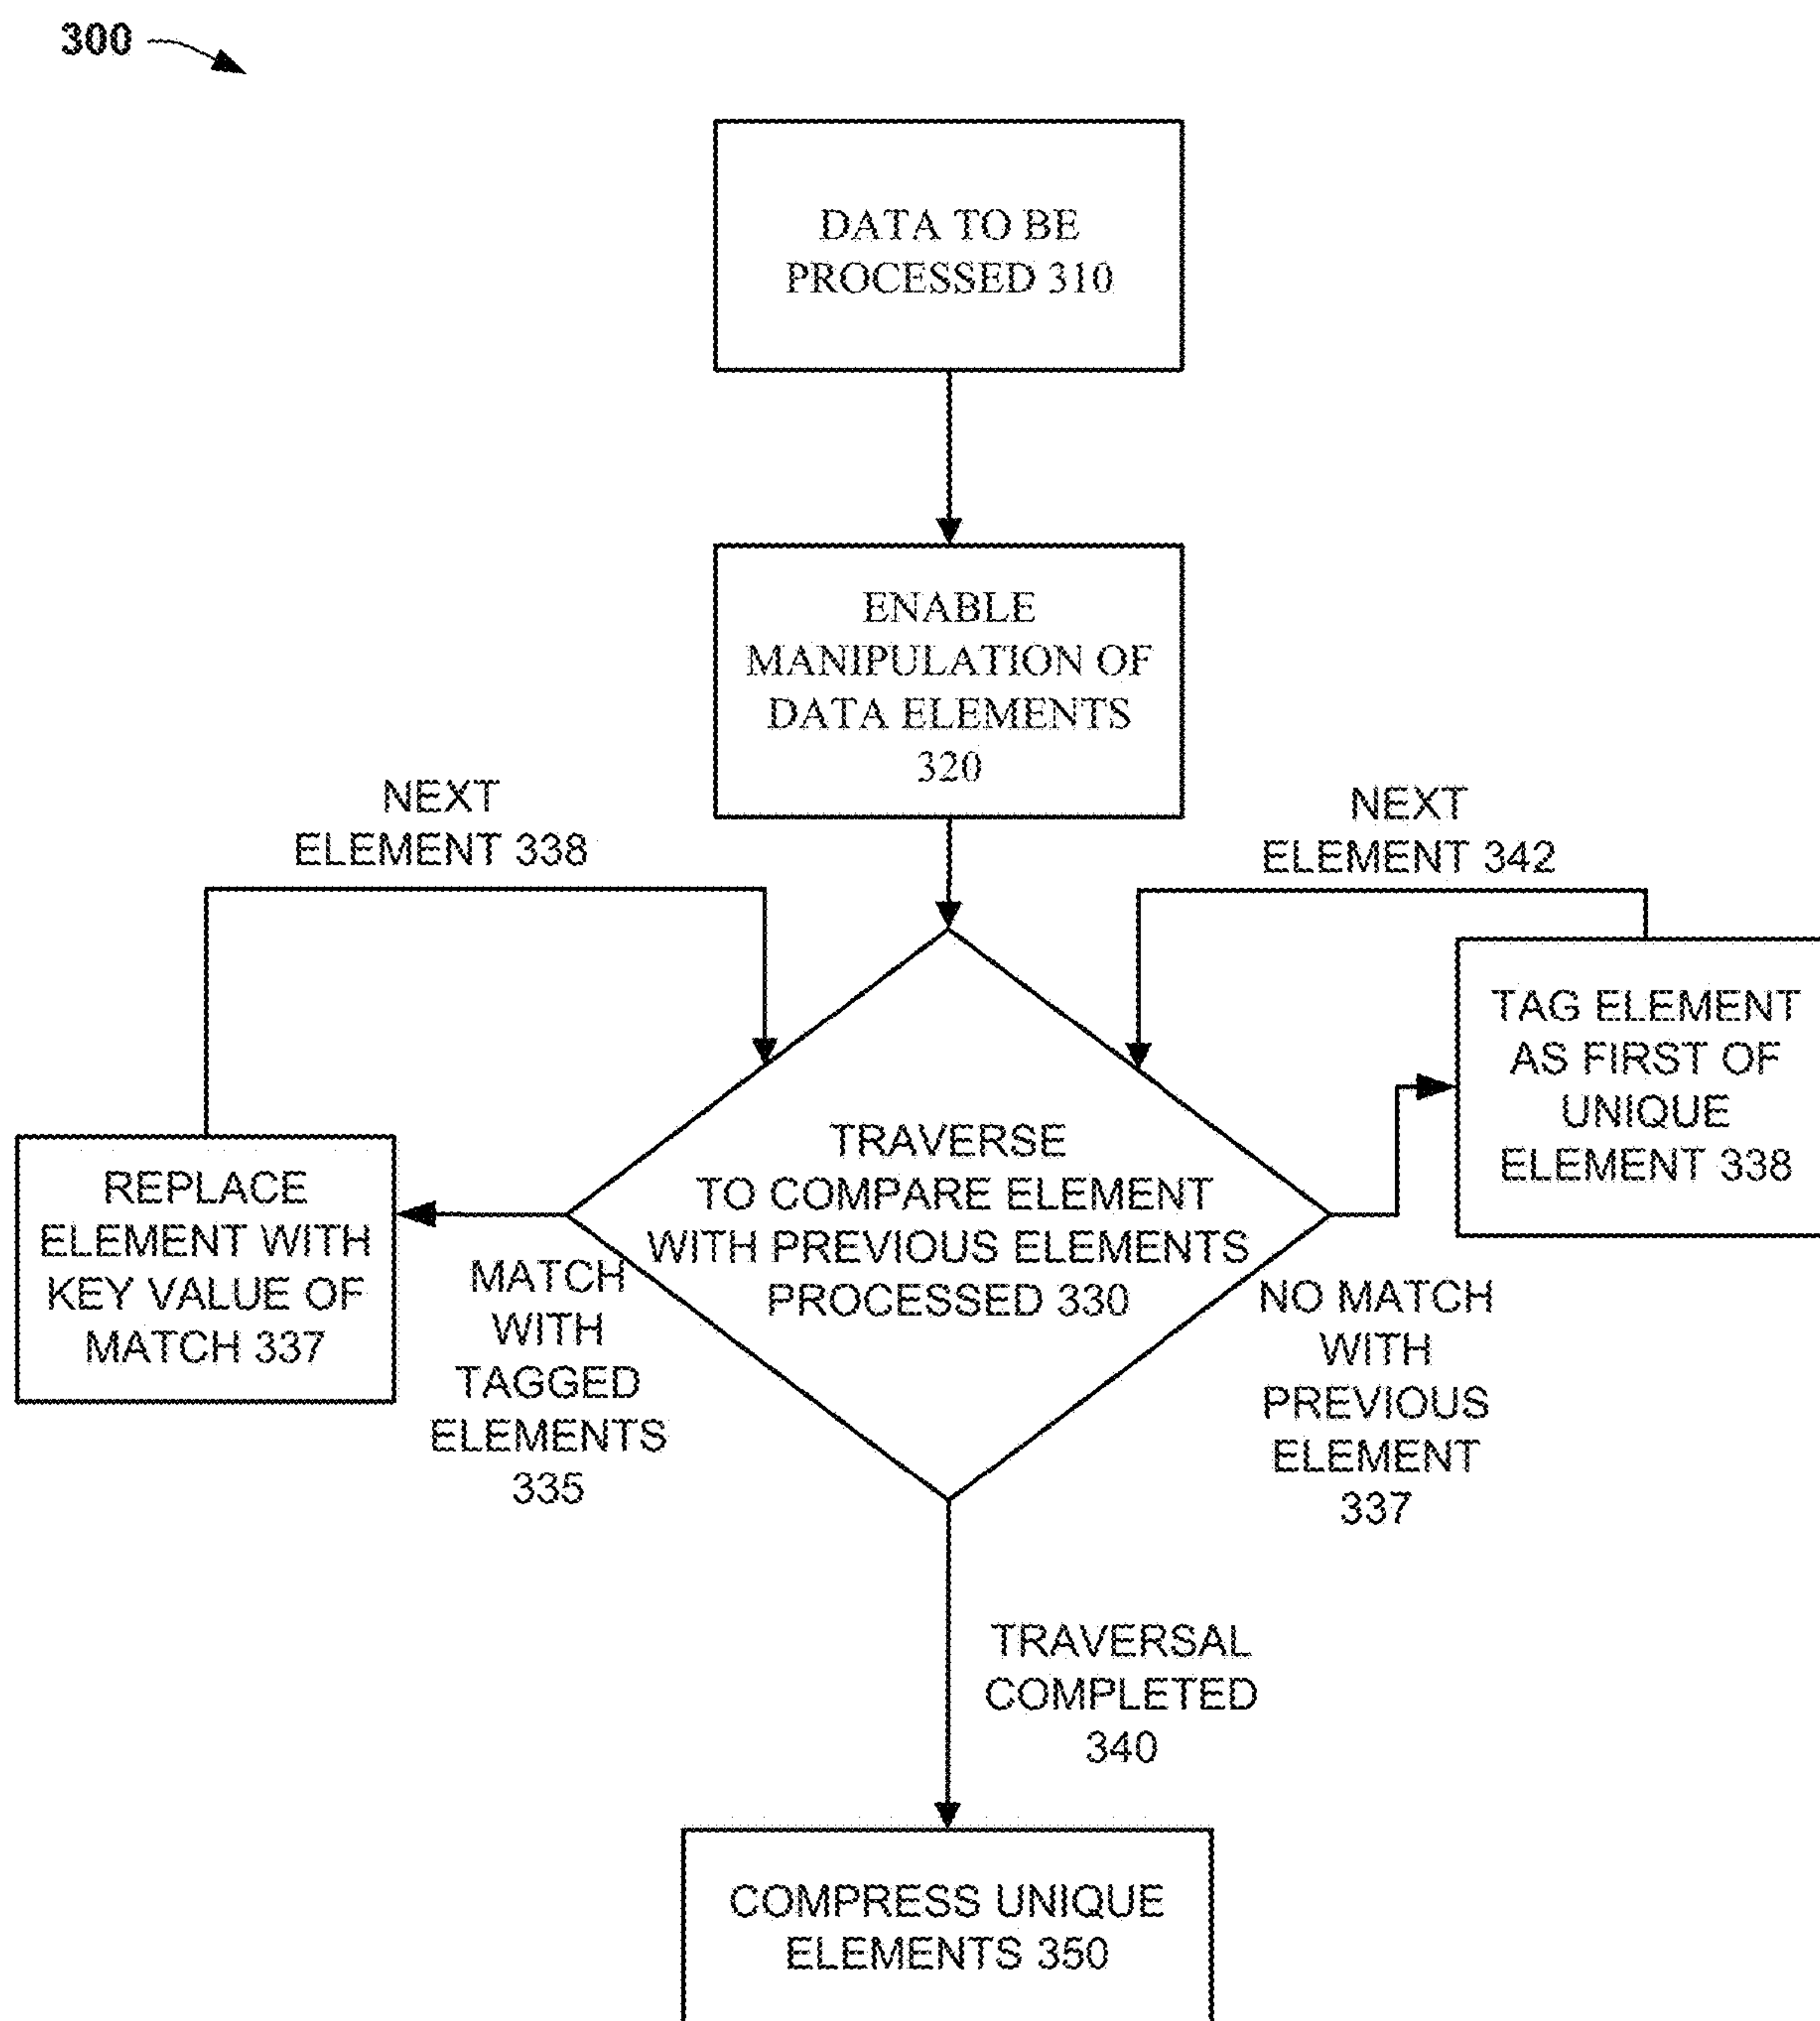 300
DATA TO BE
PROCESSED 310
ENABLE
MANIPULATION OF
DATA ELEMENTS
320
NEXT
ELEMENT 338
NEXT
ELEMENT 342
TAG ELEMENT
AS FIRST OF
UNIQUE
ELEMENT 338
TRAVERSE
TO COMPARE ELEMENT
WITH PREVIOUS ELEMENTS
PROCESSED 330
REPLACE
ELEMENT WITH
KEY VALUE OF
MATCH 337
MATCH
WITH
TAGGED
ELEMENTS
335
NO MATCH
WITH
PREVIOUS
ELEMENT
337
TRAVERSAL
COMPLETED
340
COMPRESS UNIQUE
ELEMENTS 350